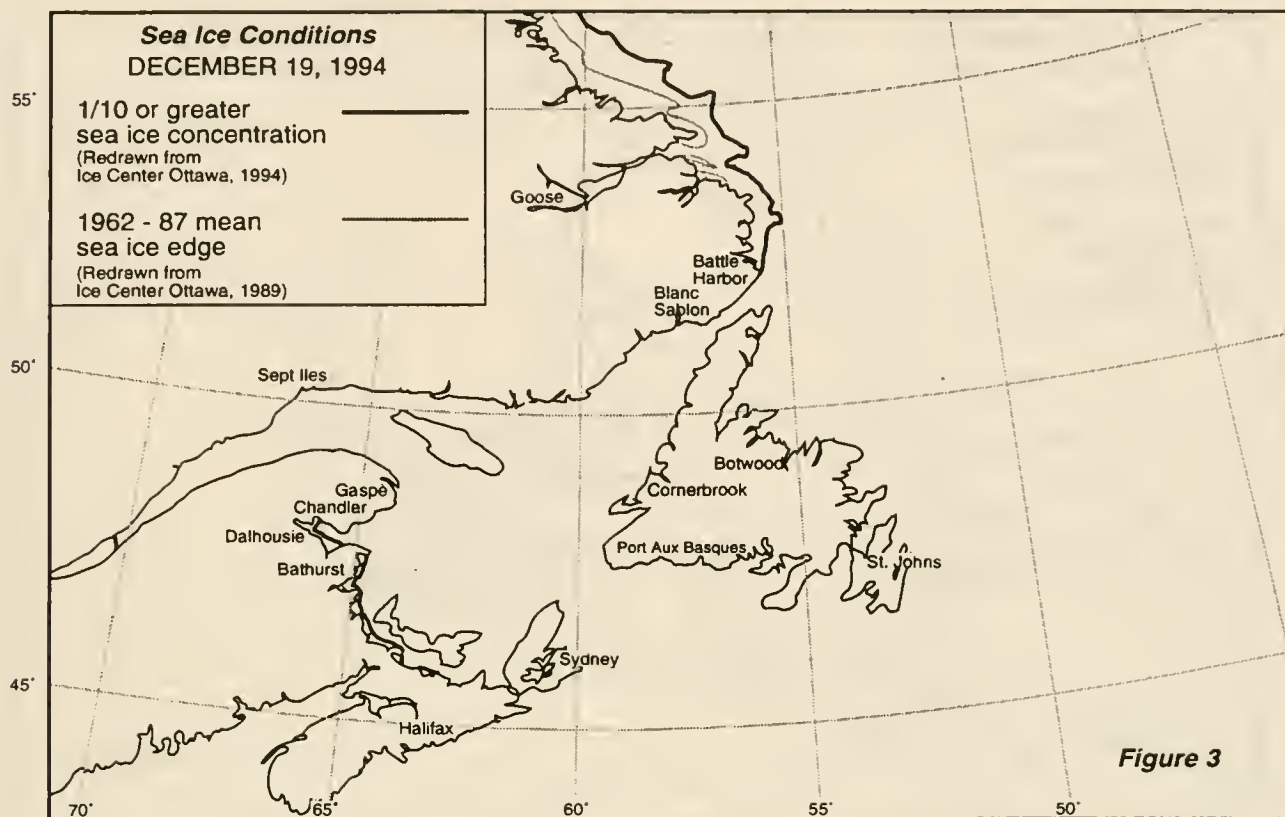 Sea Ice Conditions
DECEMBER 19, 1994
1/10 or greater
sea ice concentration
(Redrawn from
Ice Center Ottawa, 1994)
1962 - 87 mean
sea ice edge
(Redrawn from
Ice Center Ottawa, 1989)
55°
Goose
Battle
Harbor
Blanc
Sablon
50°
Sept Iles
Botwood
Cornerbrook
Gaspè
Chandler
Dalhousie
Port Aux Basques
St. Johns
Bathurst
Sydney
45°
Halifax
Figure 3
70°
65°
60°
55°
50°